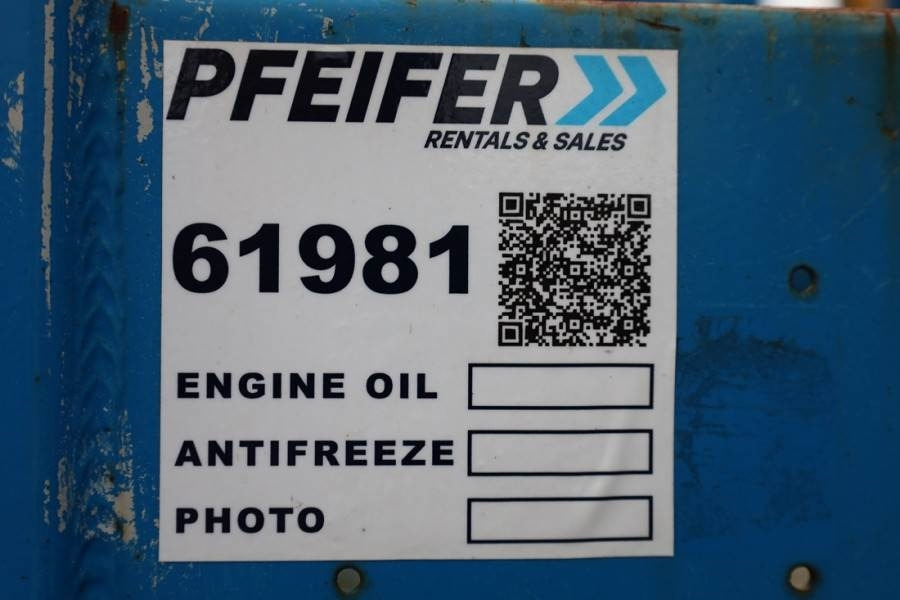 PFEIFER
RENTALS & SALES
61981
ENGINE OIL
ANTIFREEZE
PHOTO